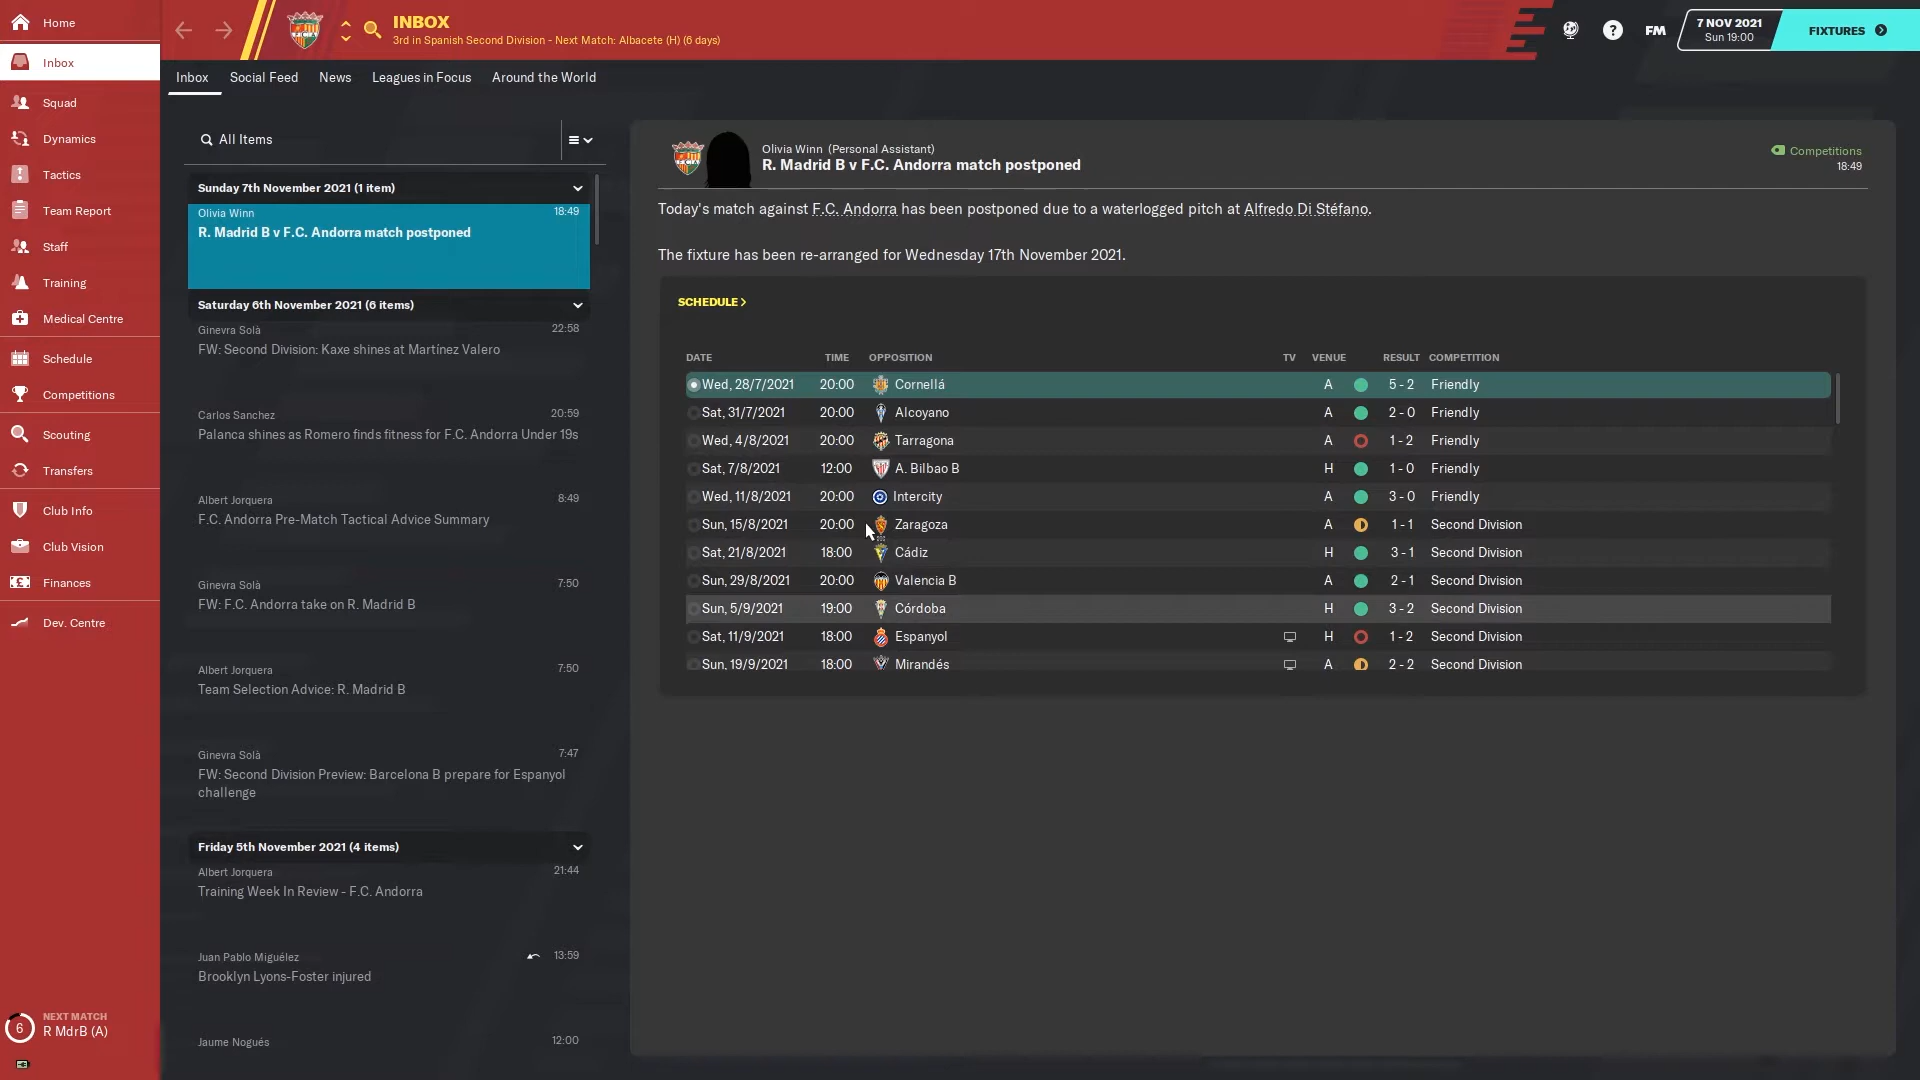 Home
Inbox
Squad
Dynamics
Tactics
Team Report
Staff
Training
Medical Centre
Schedule
Competitions
Scouting
Transfers
Club Info
Club Vision
Finances
Dev. Centre
6 NEXT MATCH
R MdrB (A)
INBOX
3rd in Spanish Second Division - Next Match: Albacete (H) (6 days)
FM
7 NOV 2021
Sun 19:00
FIXTURES
Inbox Social Feed News Leagues in Focus Around the World
All Items
Sunday 7th November 2021 (1 item)
Olivia Winn 18:49
R. Madrid B v F.C. Andorra match postponed
Saturday 6th November 2021 (6 items)
Ginevra Solà 22:58
FW: Second Division: Kaxe shines at Martínez Valero
Carlos Sanchez 20:59
Palanca shines as Romero finds fitness for F.C. Andorra Under 19s
Albert Jorquera 8:49
F.C. Andorra Pre-Match Tactical Advice Summary
Ginevra Solà 7:50
FW: F.C. Andorra take on R. Madrid B
Albert Jorquera 7:50
Team Selection Advice: R. Madrid B
Ginevra Solà 7:47
FW: Second Division Preview: Barcelona B prepare for Espanyol
challenge
Friday 5th November 2021 (4 items)
Albert Jorquera 21:44
Training Week In Review - F.C. Andorra
Juan Pablo Miguélez 13:59
Brooklyn Lyons-Foster injured
Jaume Nogués 12:00
Olivia Winn (Personal Assistant)
R. Madrid B v F.C. Andorra match postponed
Competitions
18:49
Today's match against F.C. Andorra has been postponed due to a waterlogged pitch at Alfredo Di Stéfano.
The fixture has been re-arranged for Wednesday 17th November 2021.
SCHEDULE >
DATE TIME OPPOSITION TV VENUE RESULT COMPETITION
Wed, 28/7/2021 20:00 Cornellá A 5 - 2 Friendly
Sat, 31/7/2021 20:00 Alcoyano A 2 - 0 Friendly
Wed, 4/8/2021 20:00 Tarragona A 1 - 2 Friendly
Sat, 7/8/2021 12:00 A. Bilbao B H 1 - 0 Friendly
Wed, 11/8/2021 20:00 Intercity A 3 - 0 Friendly
Sun, 15/8/2021 20:00 Zaragoza A 1 - 1 Second Division
Sat, 21/8/2021 18:00 Cádiz H 3 - 1 Second Division
Sun, 29/8/2021 20:00 Valencia B A 2 - 1 Second Division
Sun, 5/9/2021 19:00 Córdoba H 3 - 2 Second Division
Sat, 11/9/2021 18:00 Espanyol H 1 - 2 Second Division
Sun, 19/9/2021 18:00 Mirandés A 2 - 2 Second Division